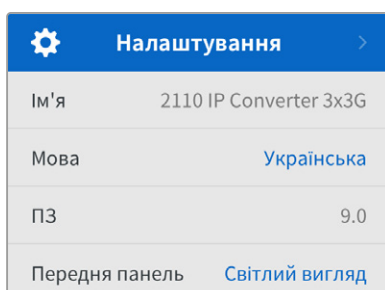 Налаштування
Ім'я 2110 IP Converter 3x3G
Мова Українська
ПЗ 9.0
Передня панель Світлий вигляд